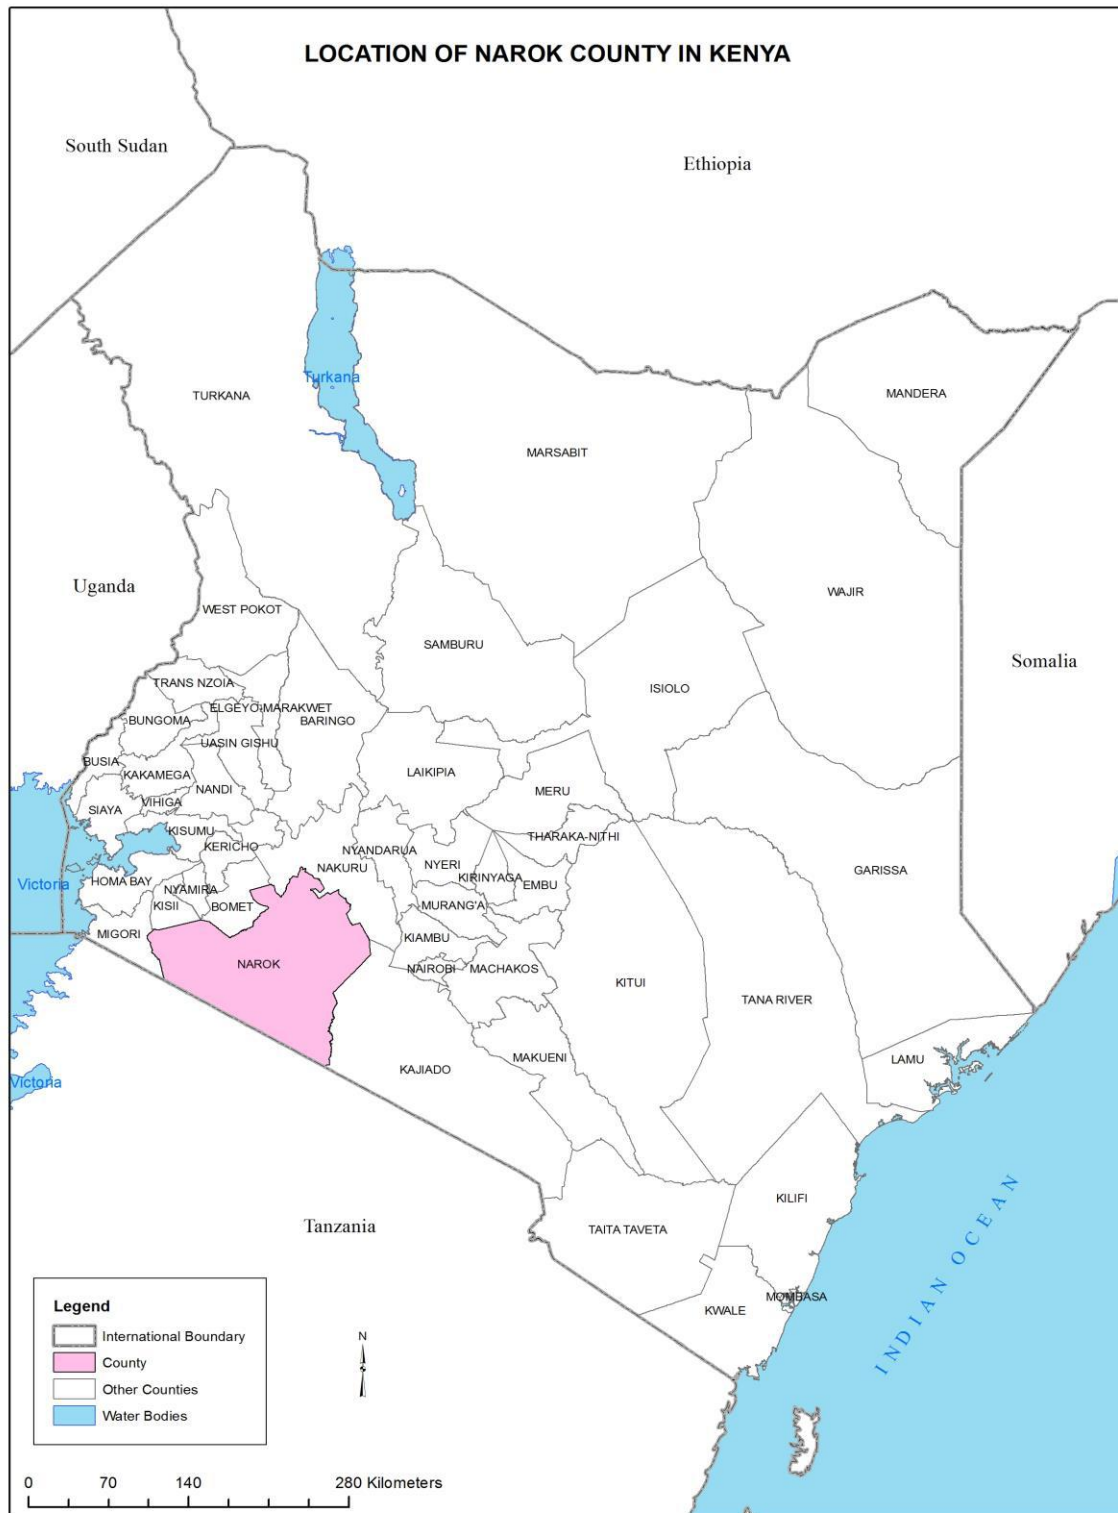 LOCATION OF NAROK COUNTY IN KENYA
South Sudan
Ethiopia
Turkana
TURKANA
MANDERA
MARSABIT
Uganda
WAJIR
WEST POKOT
SAMBURU
Somalia
TRANS NZOIA
ISIOLO
ELGEYO-MARAKWET
BUNGOMA
BARINGO
UASIN GISHU
BUSIA
KAKAMEGA
LAIKIPIA
NANDI
MERU
VIHIGA
SIAYA
KISUMU
THARAKA-NITHI
KERICHO
NYANDARUA
NYERI
NAKURU
GARISSA
KIRINYAGA
Victoria
HOMA BAY
NYAMIRA
EMBU
KISII
BOMET
MURANG'A
MIGORI
KIAMBU
NAROK
NAIROBI
MACHAKOS
KITUI
TANA RIVER
LAMU
MAKUENI
KAJIADO
Victoria
KILIFI
Tanzania
TAITA TAVETA
INDIAN OCEAN
MOMBASA
KWALE
Legend
International Boundary
County
Other Counties
Water Bodies
N
0 70 140 280 Kilometers